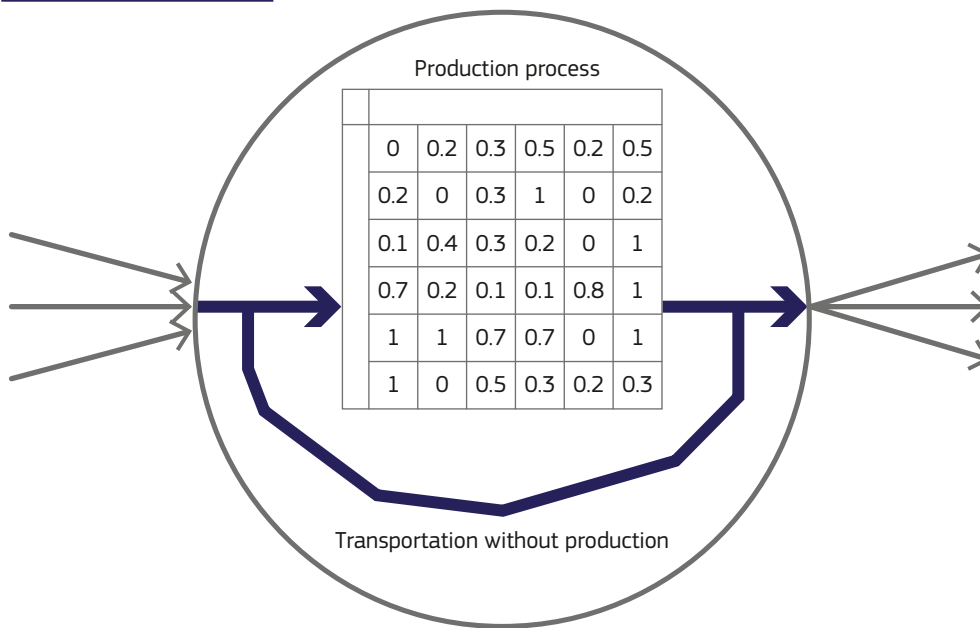 Production process
0 0.2 0.3 0.5 0.2 0.5
0.2 0 0.3 1 0 0.2
0.1 0.4 0.3 0.2 0 1
0.7 0.2 0.1 0.1 0.8 1
1 1 0.7 0.7 0 1
1 0 0.5 0.3 0.2 0.3
Transportation without production